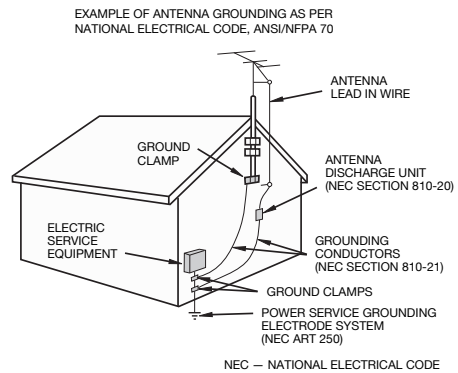 EXAMPLE OF ANTENNA GROUNDING AS PER
NATIONAL ELECTRICAL CODE, ANSI/NFPA 70
ANTENNA
LEAD IN WIRE
GROUND
CLAMP
ANTENNA
DISCHARGE UNIT
(NEC SECTION 810-20)
ELECTRIC
SERVICE
EQUIPMENT
GROUNDING
CONDUCTORS
(NEC SECTION 810-21)
GROUND CLAMPS
POWER SERVICE GROUNDING
ELECTRODE SYSTEM
(NEC ART 250)
NEC — NATIONAL ELECTRICAL CODE